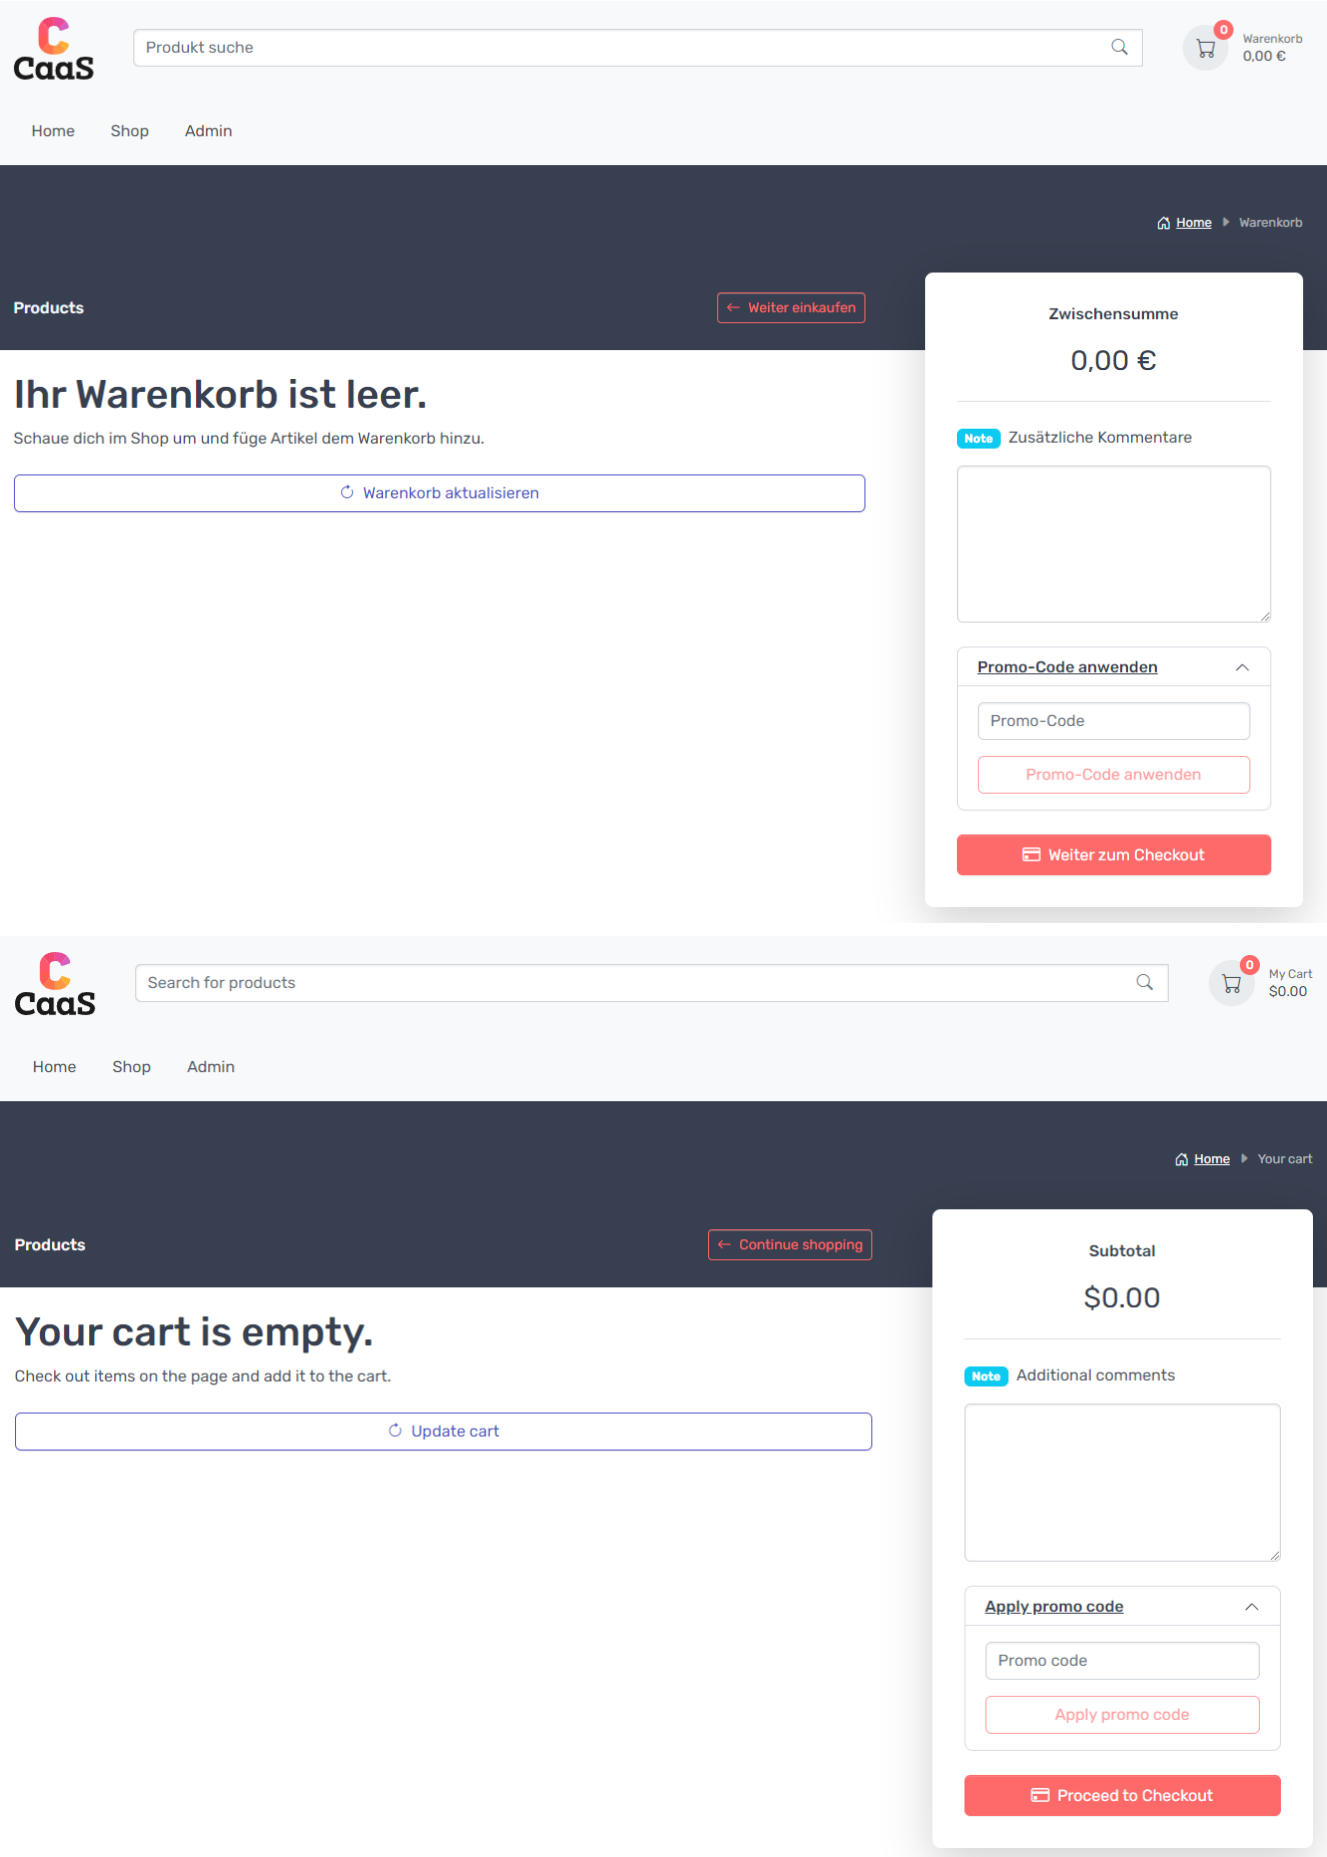 CaaS
Produkt suche
0
Warenkorb
0,00 €
Home Shop Admin
Home Warenkorb
Products
Weiter einkaufen
Zwischensumme
0,00 €
Ihr Warenkorb ist leer.
Schaue dich im Shop um und füge Artikel dem Warenkorb hinzu.
Warenkorb aktualisieren
Note Zusätzliche Kommentare
Promo-Code anwenden
Promo-Code
Promo-Code anwenden
Weiter zum Checkout
CaaS
Search for products
0
My Cart
$0.00
Home Shop Admin
Home Your cart
Products
Continue shopping
Subtotal
$0.00
Your cart is empty.
Check out items on the page and add it to the cart.
Update cart
Note Additional comments
Apply promo code
Promo code
Apply promo code
Proceed to Checkout